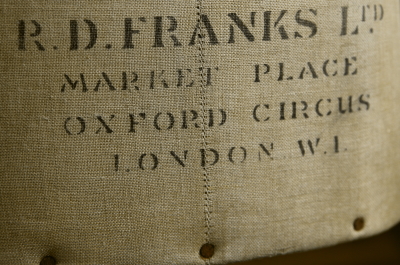 R.D. FRANKS LTD
MARKET PLACE
OXFORD CIRCUS
LONDON W.1.